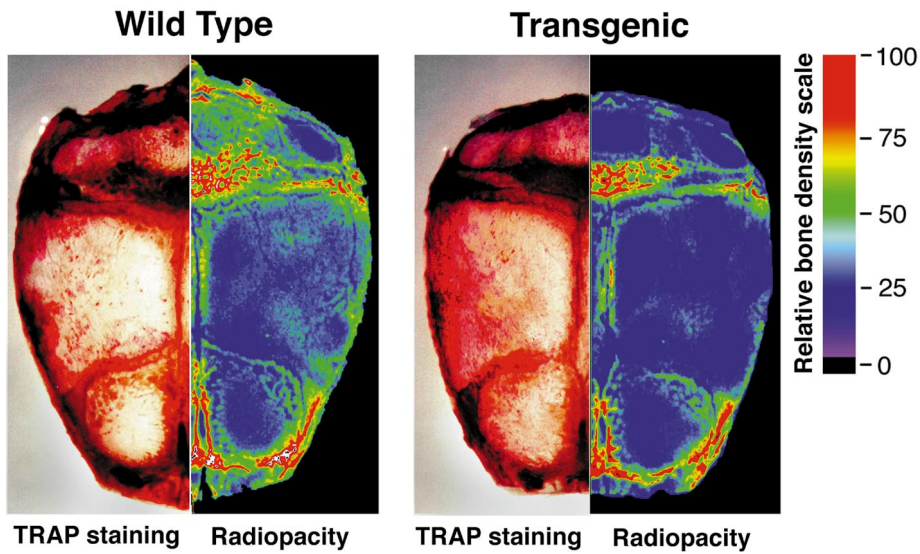 Wild Type
Transgenic
TRAP staining
Radiopacity
TRAP staining
Radiopacity
Relative bone density scale
100
75
50
25
0